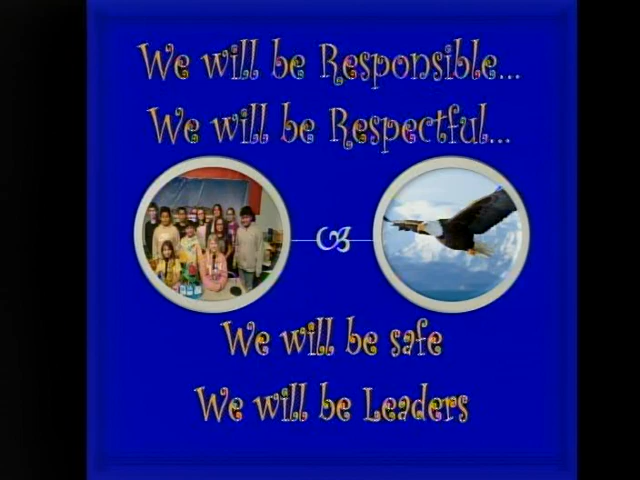 We will be Responsible...
We will be Respectful...
We will be safe
We will be Leaders